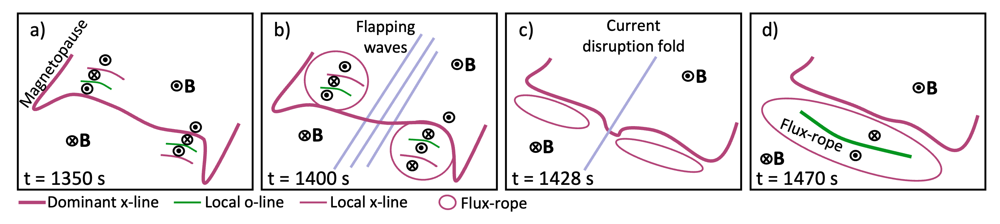 a)
Magnetopause
B
B
t = 1350 s
b)
Flapping
waves
B
B
t = 1400 s
c)
Current
disruption fold
B
B
t = 1428 s
d)
B
Flux-rope
B
t = 1470 s
Dominant x-line
Local o-line
Local x-line
Flux-rope